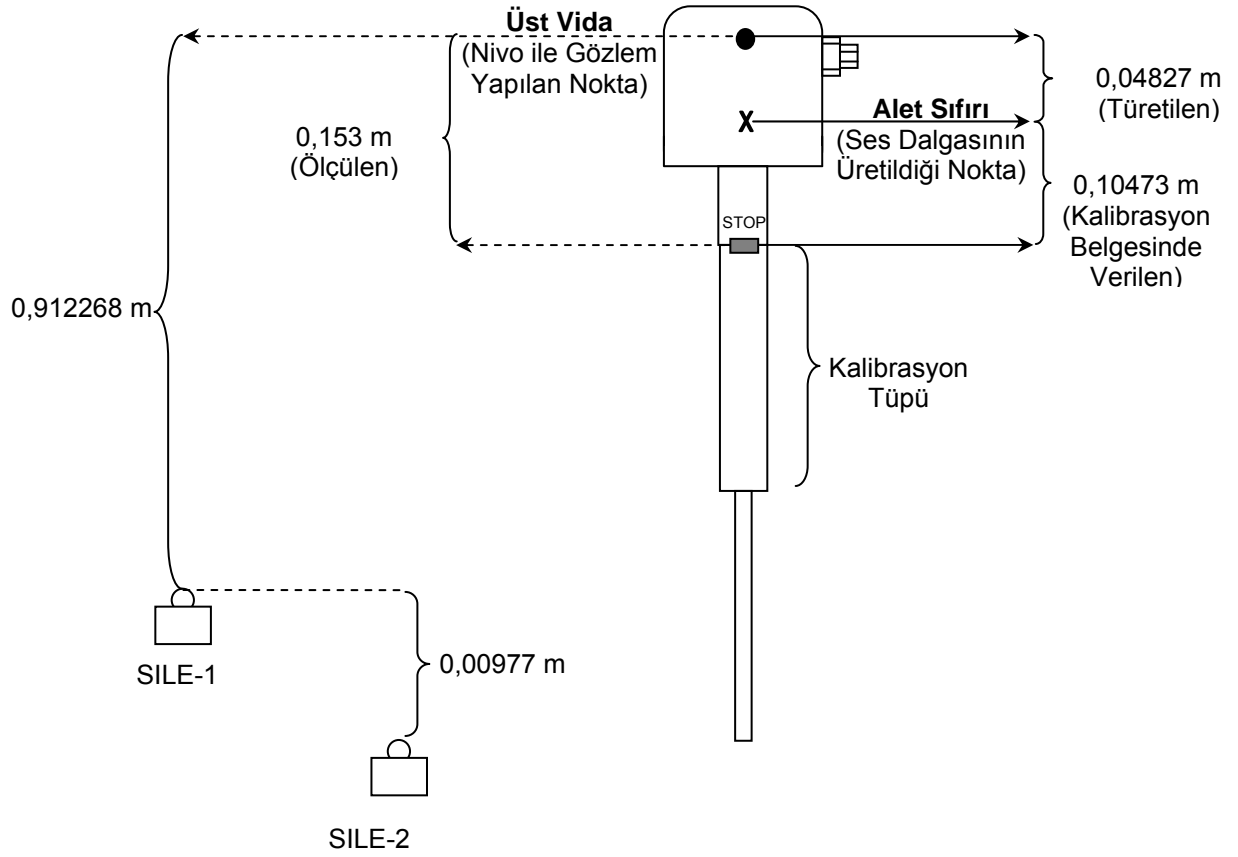 Üst Vida
(Nivo ile Gözlem
Yapılan Nokta)
0,04827 m
(Türetilen)
0,153 m
(Ölçülen)
X
Alet Sıfırı
(Ses Dalgasının
Üretildiği Nokta)
0,10473 m
(Kalibrasyon
Belgesinde
Verilen)
STOP
0,912268 m
Kalibrasyon
Tüpü
SILE-1
0,00977 m
SILE-2